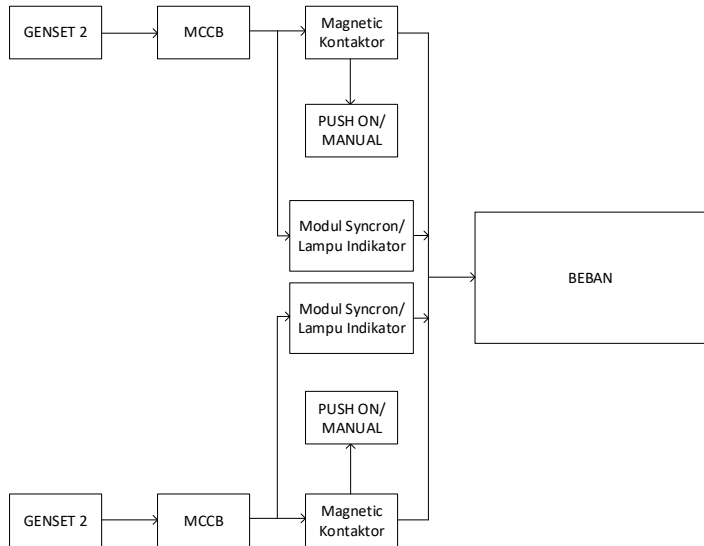 GENSET 2
MCCB
Magnetic
Kontaktor
PUSH ON/
MANUAL
Modul Syncron/
Lampu Indikator
BEBAN
Modul Syncron/
Lampu Indikator
PUSH ON/
MANUAL
GENSET 2
MCCB
Magnetic
Kontaktor